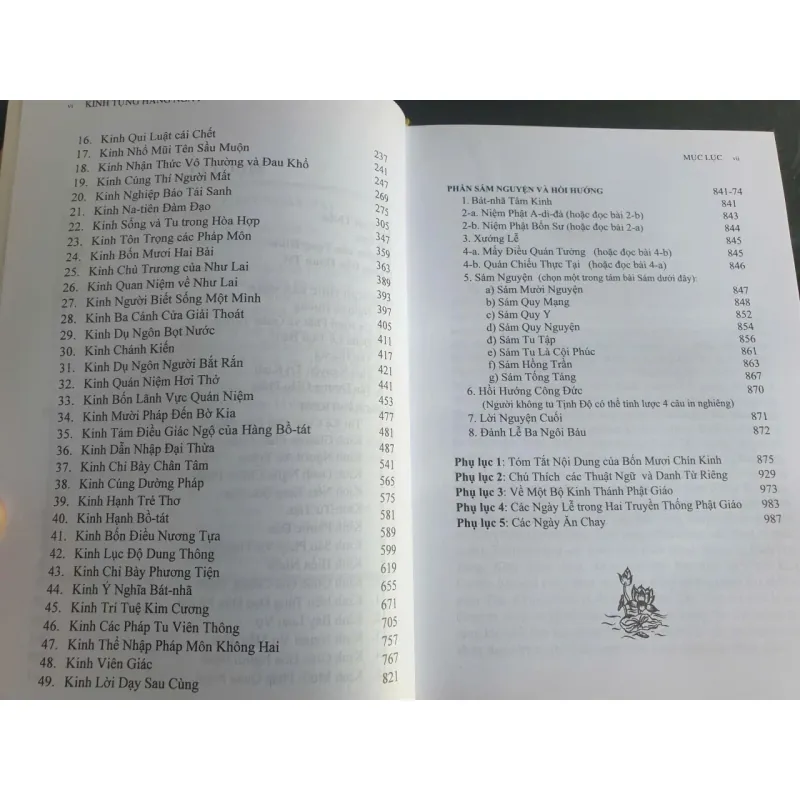 vi KINH TỤNG HẰNG NGÀY
16. Kinh Qui Luật cái Chết 237
17. Kinh Nhổ Mũi Tên Sầu Muộn 241
18. Kinh Nhận Thức Vô Thường và Đau Khổ 247
19. Kinh Cúng Thí Người Mất 269
20. Kinh Nghiệp Báo Tái Sanh 275
21. Kinh Na-tiên Đàm Đạo 305
22. Kinh Sống và Tu trong Hòa Hợp 347
23. Kinh Tôn Trọng các Pháp Môn 359
24. Kinh Bốn Mươi Hai Bài 363
25. Kinh Chủ Trương của Như Lai 389
26. Kinh Quan Niệm về Như Lai 393
27. Kinh Người Biết Sống Một Mình 397
28. Kinh Ba Cánh Cửa Giải Thoát 405
29. Kinh Dụ Ngôn Bọt Nước 411
30. Kinh Chánh Kiến 417
31. Kinh Dụ Ngôn Người Bắt Rắn 421
32. Kinh Quán Niệm Hơi Thở 441
33. Kinh Bốn Lãnh Vực Quán Niệm 453
34. Kinh Mười Pháp Đến Bờ Kia 477
35. Kinh Tám Điều Giác Ngộ của Hàng Bồ-tát 481
36. Kinh Dẫn Nhập Đại Thừa 487
37. Kinh Chỉ Bày Chân Tâm 541
38. Kinh Cúng Dường Pháp 565
39. Kinh Hạnh Trẻ Thơ 575
40. Kinh Hạnh Bồ-tát 581
41. Kinh Bốn Điều Nương Tựa 589
42. Kinh Lục Độ Dung Thông 599
43. Kinh Chỉ Bày Phương Tiện 619
44. Kinh Ý Nghĩa Bát-nhã 655
45. Kinh Trí Tuệ Kim Cương 671
46. Kinh Các Pháp Tu Viên Thông 705
47. Kinh Thể Nhập Pháp Môn Không Hai 757
48. Kinh Viên Giác 767
49. Kinh Lời Dạy Sau Cùng 821
MỤC LỤC vii
PHẦN SÁM NGUYỆN VÀ HỒI HƯỚNG 841-74
1. Bát-nhã Tâm Kinh 841
2-a. Niệm Phật A-di-đà (hoặc đọc bài 2-b) 843
2-b. Niệm Phật Bổn Sư (hoặc đọc bài 2-a) 844
3. Xướng Lễ 845
4-a. Mấy Điều Quán Tưởng (hoặc đọc bài 4-b) 845
4-b. Quán Chiếu Thực Tại (hoặc đọc bài 4-a) 846
5. Sám Nguyện (chọn một trong tám bài Sám dưới đây):
a) Sám Mười Nguyện 847
b) Sám Quy Mạng 848
c) Sám Quy Y 852
d) Sám Quy Nguyện 854
đ) Sám Tu Tập 856
e) Sám Tu Là Cội Phúc 861
f) Sám Hồng Trần 863
g) Sám Tống Táng 867
6. Hồi Hướng Công Đức 870
(Người không tu Tịnh Độ có thể tỉnh lược 4 câu in nghiêng)
7. Lời Nguyện Cuối 871
8. Đảnh Lễ Ba Ngôi Báu 872
Phụ lục 1: Tóm Tắt Nội Dung của Bốn Mươi Chín Kinh 875
Phụ lục 2: Chú Thích các Thuật Ngữ và Danh Từ Riêng 929
Phụ lục 3: Về Một Bộ Kinh Thánh Phật Giáo 973
Phụ lục 4: Các Ngày Lễ trong Hai Truyền Thống Phật Giáo 983
Phụ lục 5: Các Ngày Ăn Chay 987